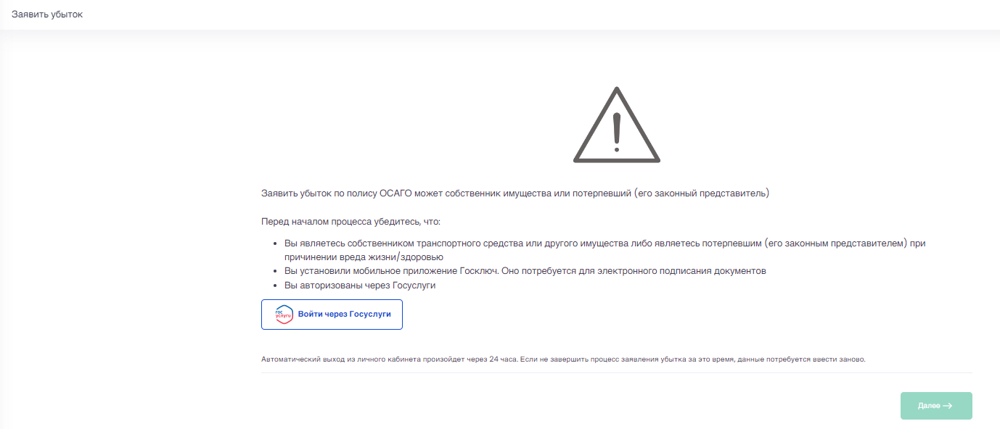 Заявить убыток
Заявить убыток по полису ОСАГО может собственник имущества или потерпевший (его законный представитель)
Перед началом процесса убедитесь, что:
• Вы являетесь собственником транспортного средства или другого имущества либо являетесь потерпевшим (его законным представителем) при
причинении вреда жизни/здоровью
• Вы установили мобильное приложение Госключ. Оно потребуется для электронного подписания документов
• Вы авторизованы через Госуслуги
гос
услуги
Войти через Госуслуги
Автоматический выход из личного кабинета произойдет через 24 часа. Если не завершить процесс заявления убытка за это время, данные потребуется ввести заново.
Далее →